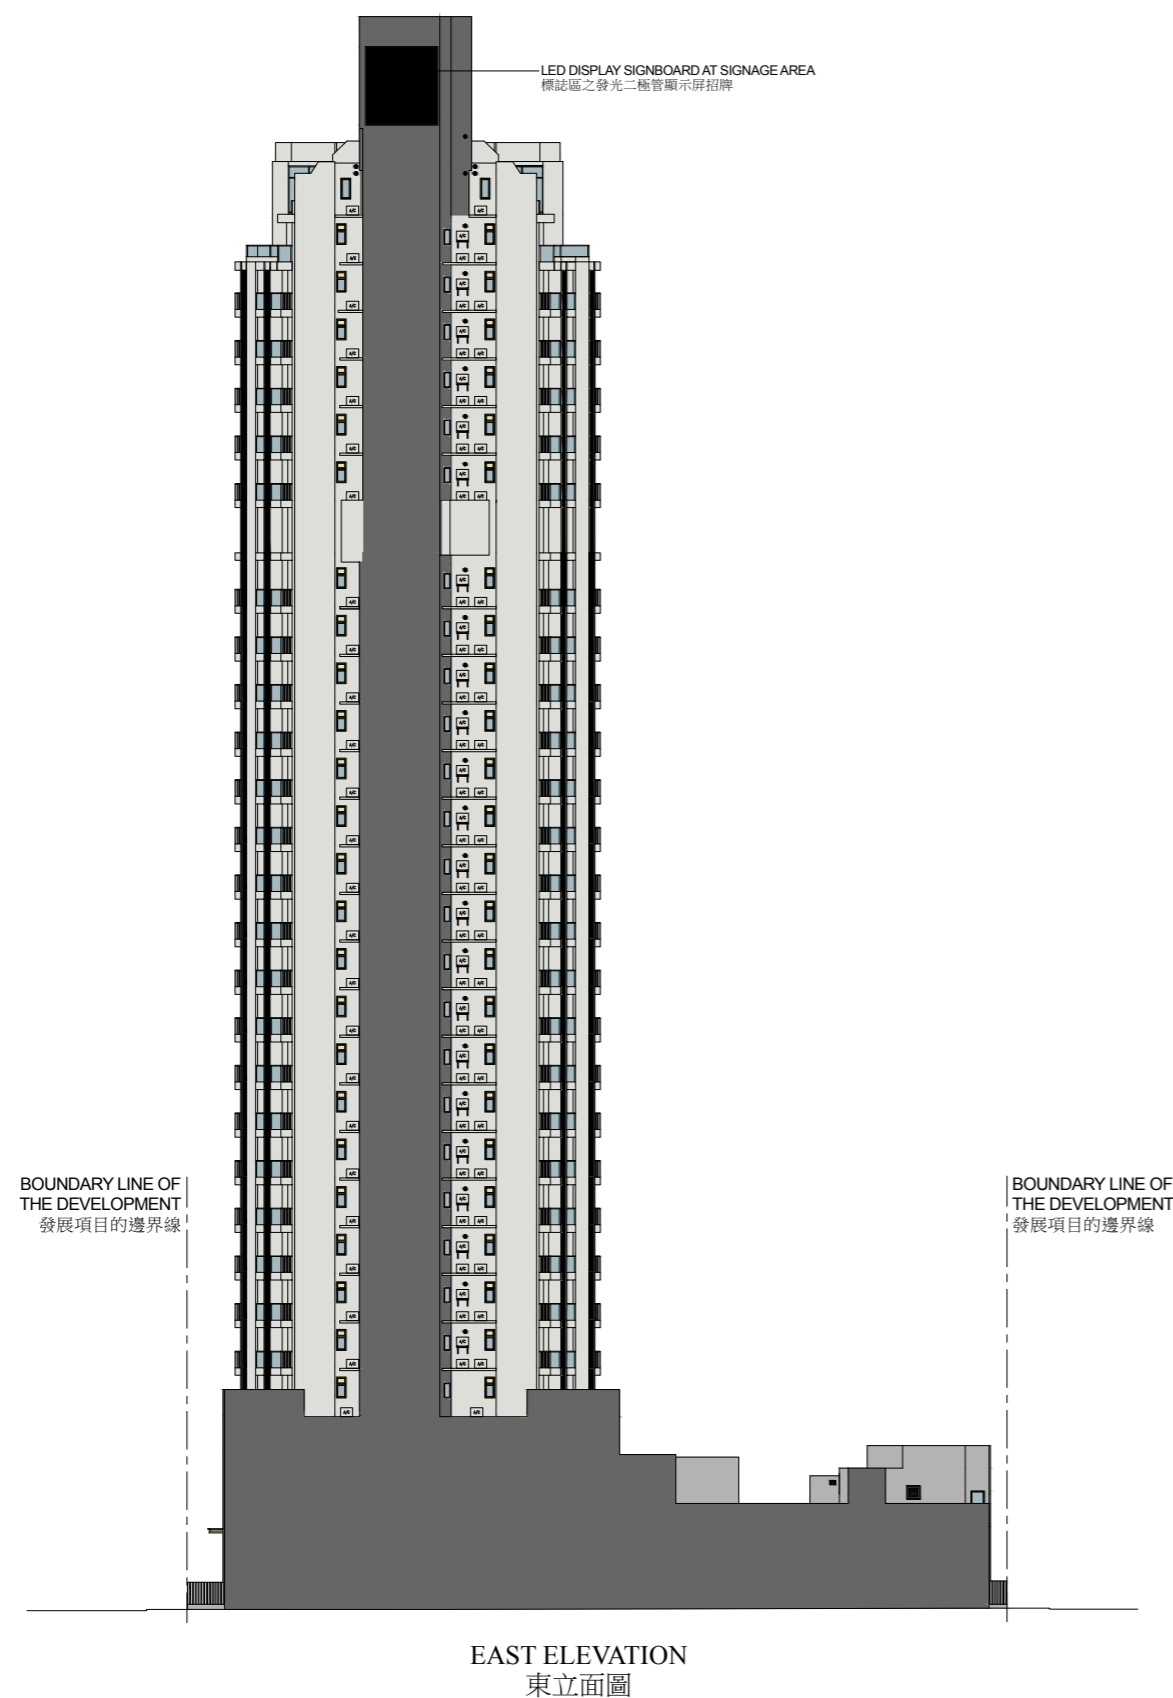 LED DISPLAY SIGNBOARD AT SIGNAGE AREA
標誌區之發光二極管顯示屏招牌
BOUNDARY LINE OF
THE DEVELOPMENT
發展項目的邊界線
BOUNDARY LINE OF
THE DEVELOPMENT
發展項目的邊界線
EAST ELEVATION
東立面圖